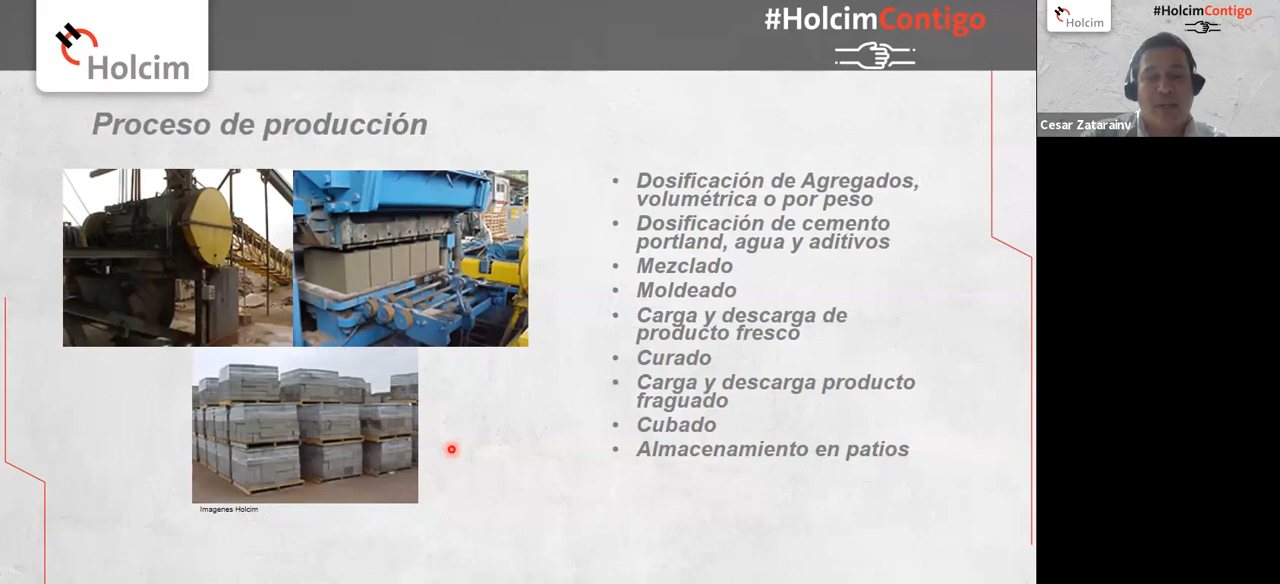 Holcim
#HolcimContigo
Proceso de producción
• Dosificación de Agregados,
volumétrica o por peso
• Dosificación de cemento
portland, agua y aditivos
• Mezclado
• Moldeado
• Carga y descarga de
producto fresco
• Curado
• Carga y descarga producto
fraguado
• Cubado
• Almacenamiento en patios
Imagenes Holcim
Holcim
#HolcimContigo
Cesar Zatarainv